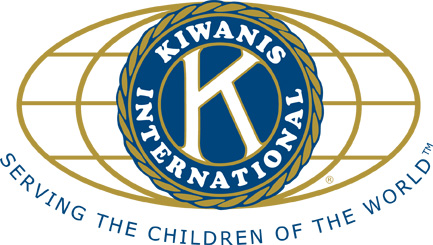 KIWANIS
K
INTERNATIONAL
®
SERVING THE CHILDREN OF THE WORLD™